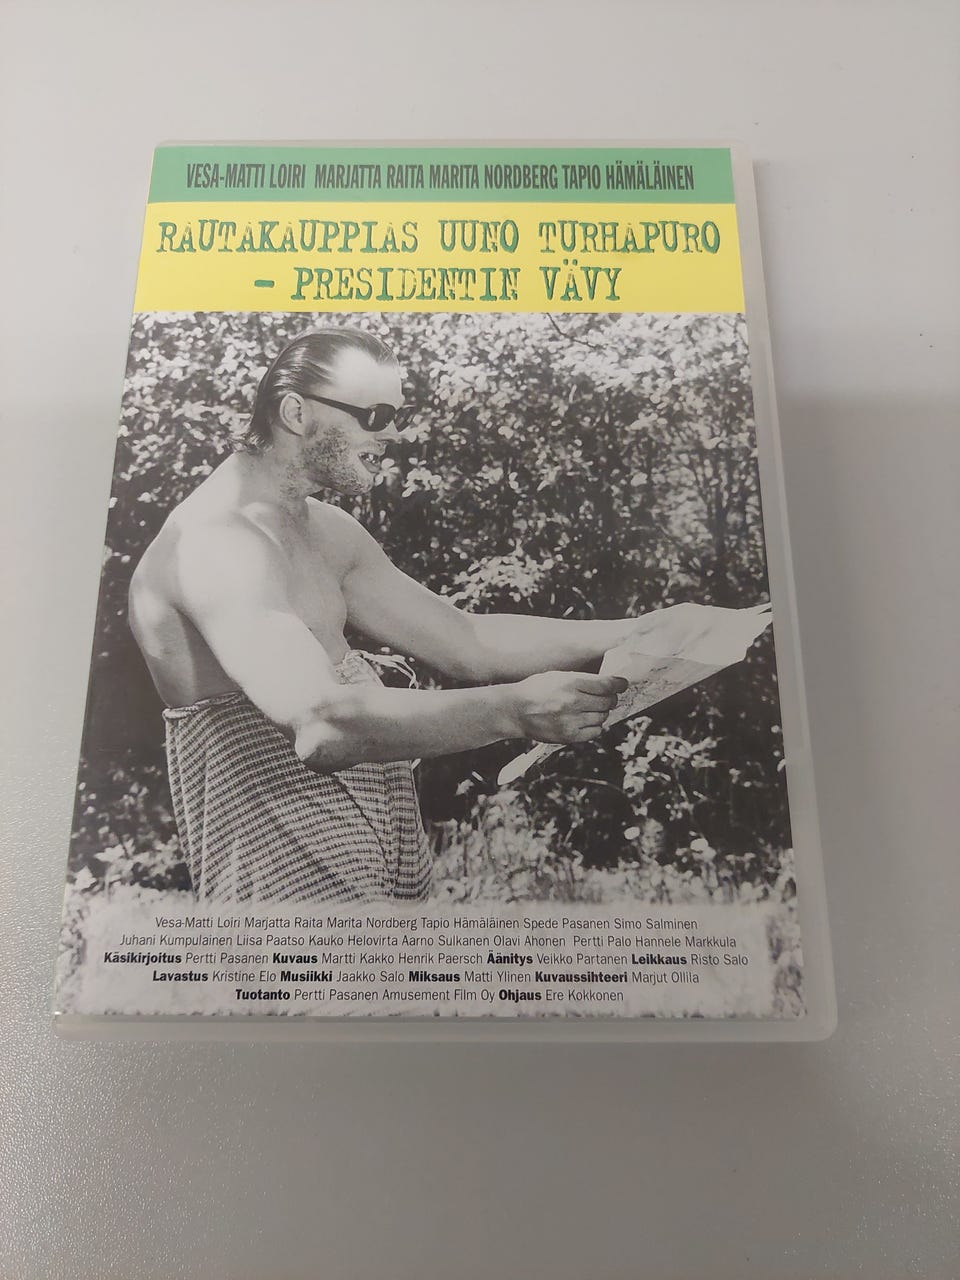 VESA-MATTI LOIRI MARJATTA RAITA MARITA NORDBERG TAPIO HÄMÄLÄINEN
RAUTAKAUPPIAS UUNO TURHAPURO
- PRESIDENTIN VÄVY
Vesa-Matti Loiri Marjatta Raita Marita Nordberg Tapio Hämäläinen Spede Pasanen Simo Salminen
Juhani Kumpulainen Liisa Paatso Kauko Helovirta Aarno Sulkanen Olavi Ahonen Pertti Palo Hannele Markkula
Käsikirjoitus Pertti Pasanen Kuvaus Martti Kakko Henrik Paersch Äänitys Veikko Partanen Leikkaus Risto Salo
Lavastus Kristine Elo Musiikki Jaakko Salo Miksaus Matti Ylinen Kuvaussihteeri Marjut Ollila
Tuotanto Pertti Pasanen Amusement Film Oy Ohjaus Ere Kokkonen